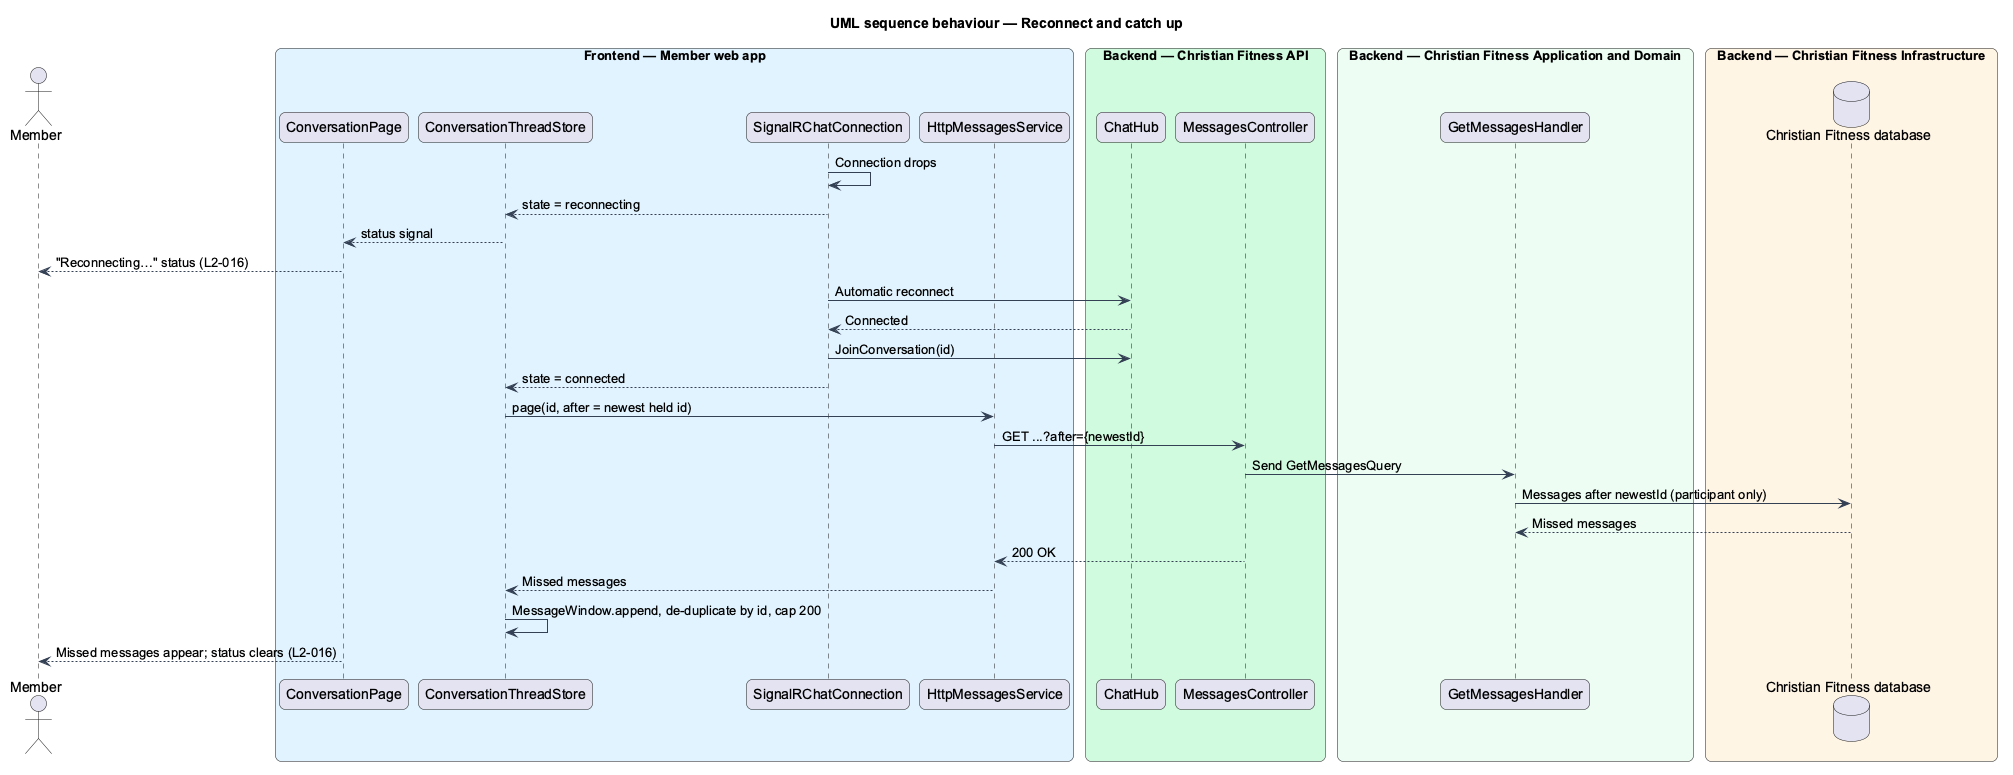 UML sequence behaviour — Reconnect and catch up
Frontend — Member web app
Backend — Christian Fitness API
Backend — Christian Fitness Application and Domain
Backend — Christian Fitness Infrastructure
Member
ConversationPage
ConversationThreadStore
SignalRChatConnection
HttpMessagesService
ChatHub
MessagesController
GetMessagesHandler
Christian Fitness database
Connection drops
state = reconnecting
status signal
"Reconnecting…" status (L2-016)
Automatic reconnect
Connected
JoinConversation(id)
state = connected
page(id, after = newest held id)
GET ...?after={newestId}
Send GetMessagesQuery
Messages after newestId (participant only)
Missed messages
200 OK
Missed messages
MessageWindow.append, de-duplicate by id, cap 200
Missed messages appear; status clears (L2-016)
Member
ConversationPage
ConversationThreadStore
SignalRChatConnection
HttpMessagesService
ChatHub
MessagesController
GetMessagesHandler
Christian Fitness database